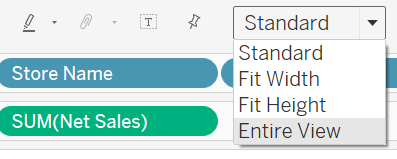 Standard
Standard
Fit Width
Fit Height
Entire View
Store Name
SUM(Net Sales)